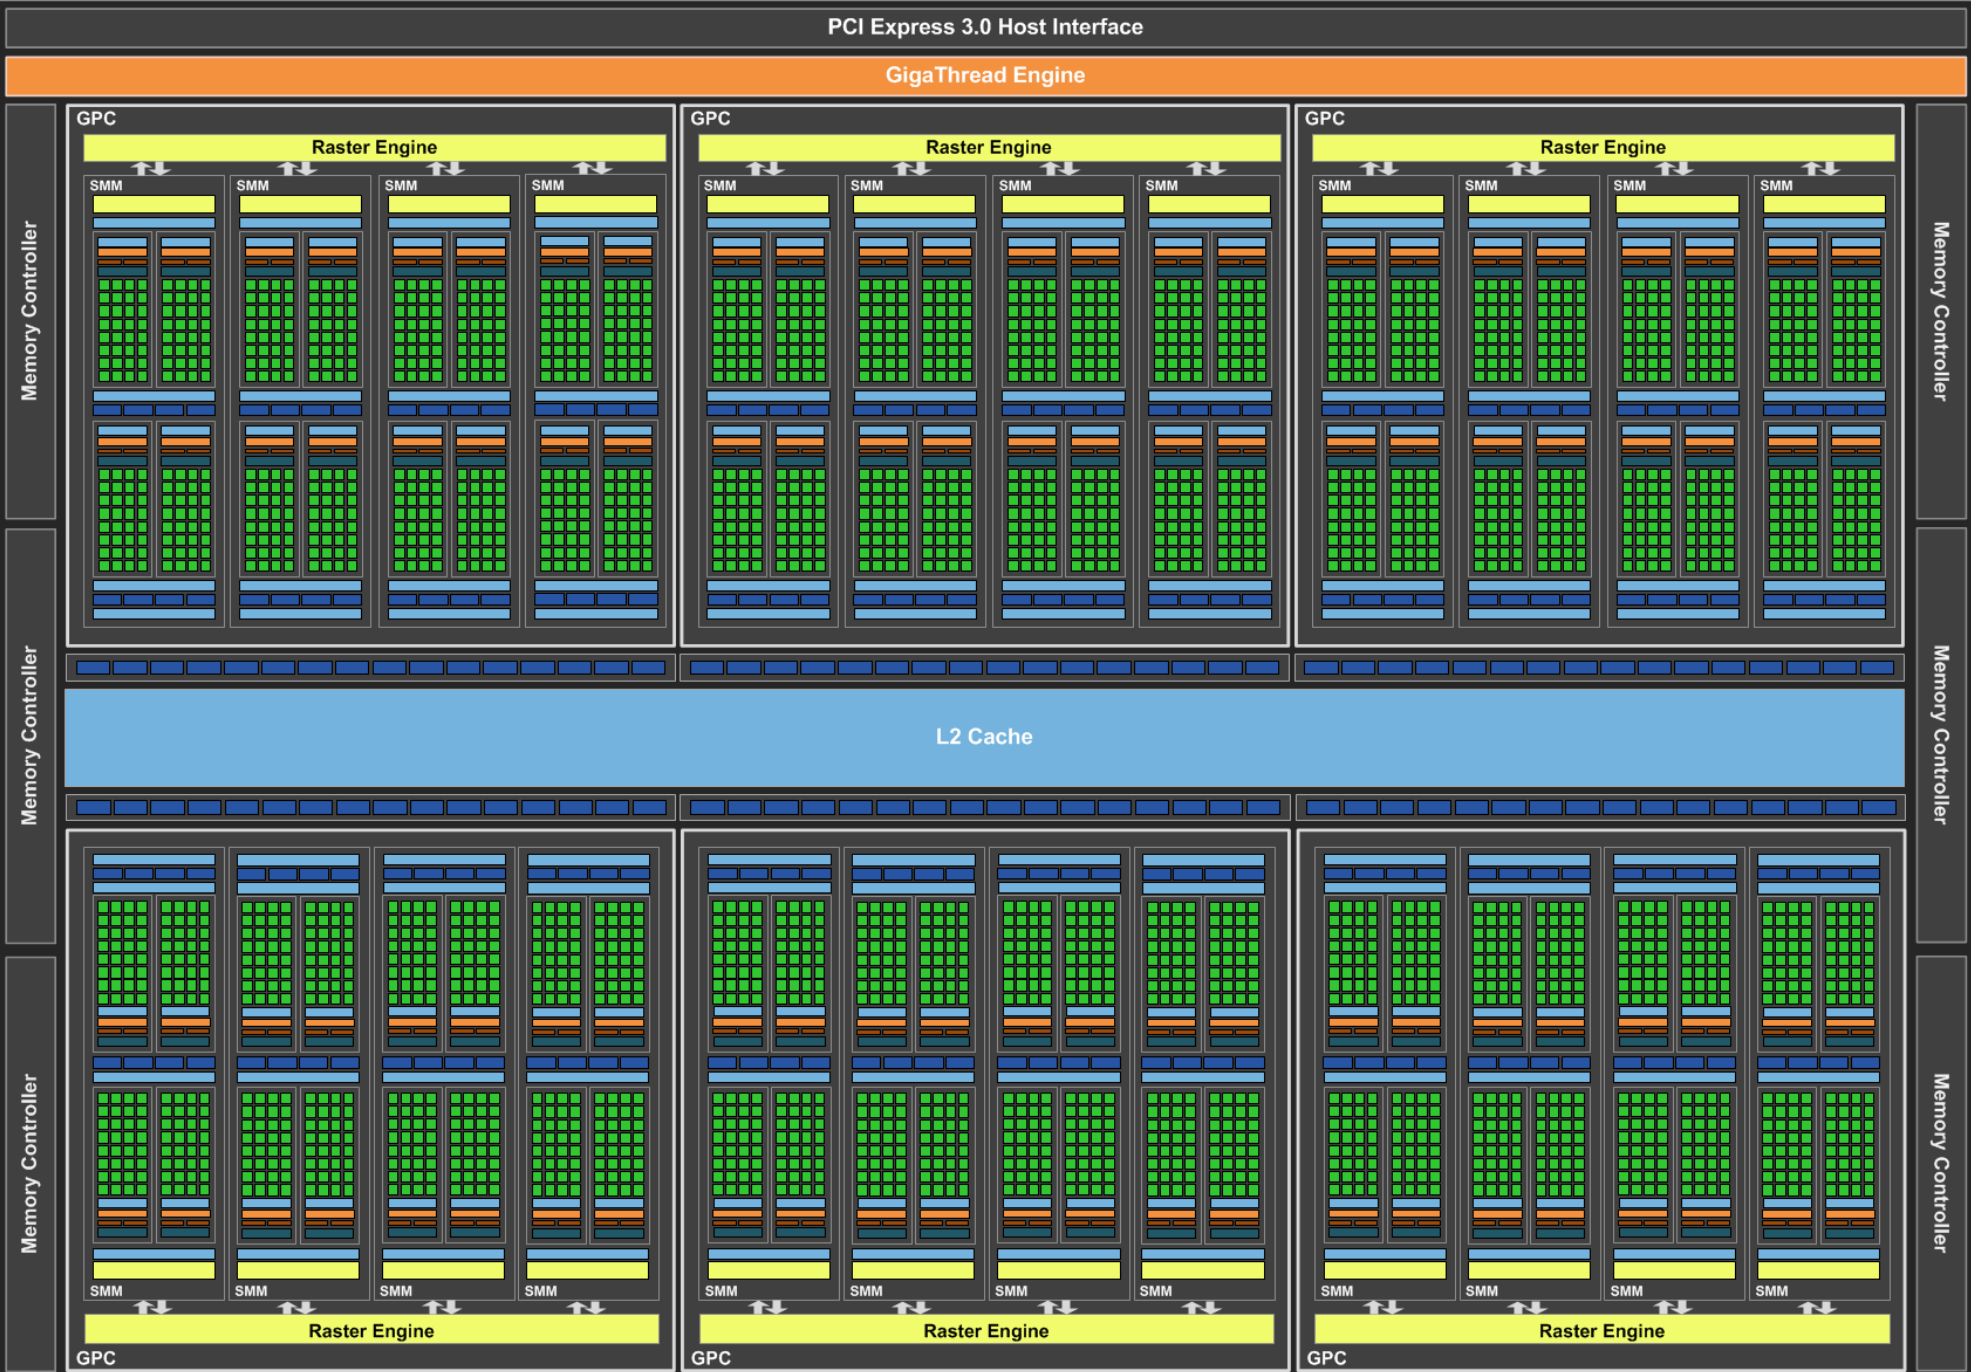 PCI Express 3.0 Host Interface
GigaThread Engine
Memory Controller
Memory Controller
Memory Controller
GPC
Raster Engine
SMM SMM SMM SMM
GPC
Raster Engine
SMM SMM SMM SMM
GPC
Raster Engine
SMM SMM SMM SMM
L2 Cache
SMM SMM SMM SMM
Raster Engine
GPC
SMM SMM SMM SMM
Raster Engine
GPC
SMM SMM SMM SMM
Raster Engine
GPC
Memory Controller
Memory Controller
Memory Controller